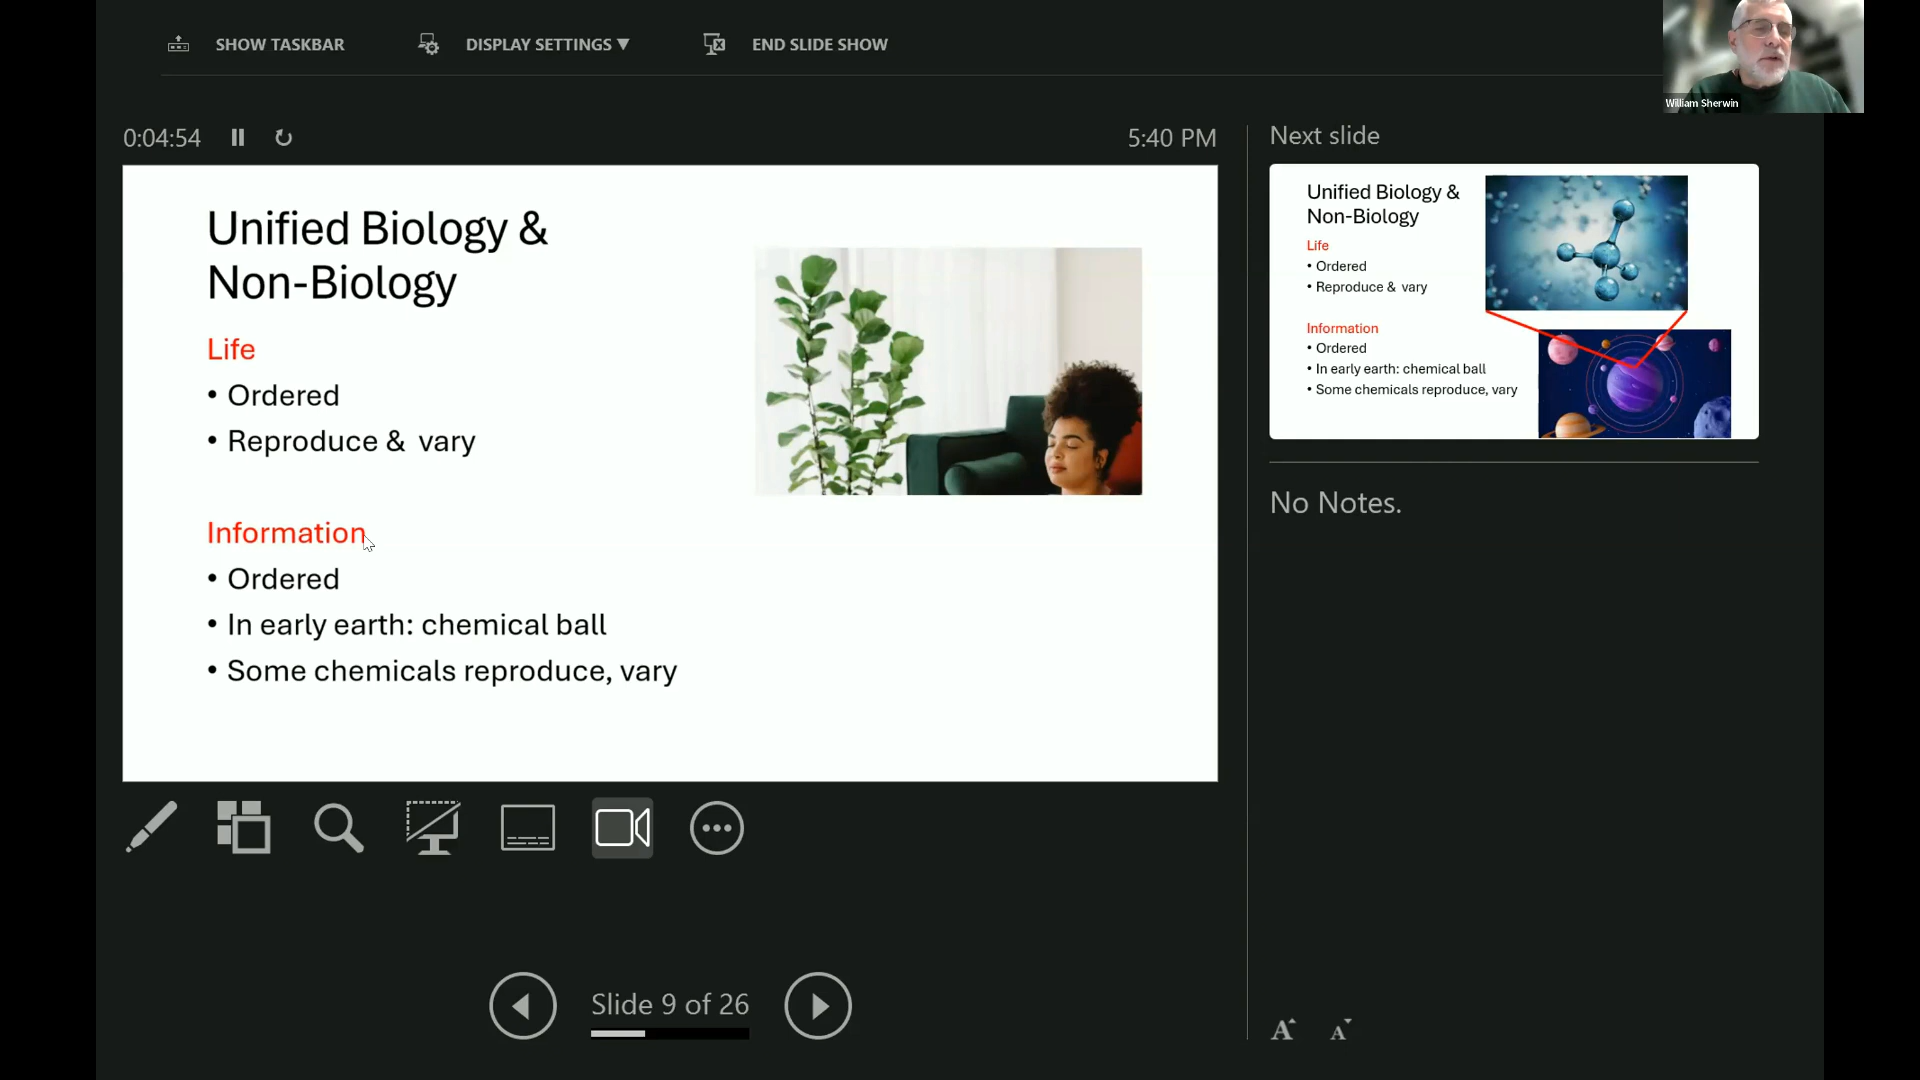 SHOW TASKBAR
DISPLAY SETTINGS ▼
END SLIDE SHOW
William Sherwin
0:04:54
5:40 PM
Unified Biology &
Non-Biology
Life
• Ordered
• Reproduce & vary
Information
• Ordered
• In early earth: chemical ball
• Some chemicals reproduce, vary
Next slide
Unified Biology &
Non-Biology
Life
• Ordered
• Reproduce & vary
Information
• Ordered
• In early earth: chemical ball
• Some chemicals reproduce, vary
No Notes.
Slide 9 of 26
A A